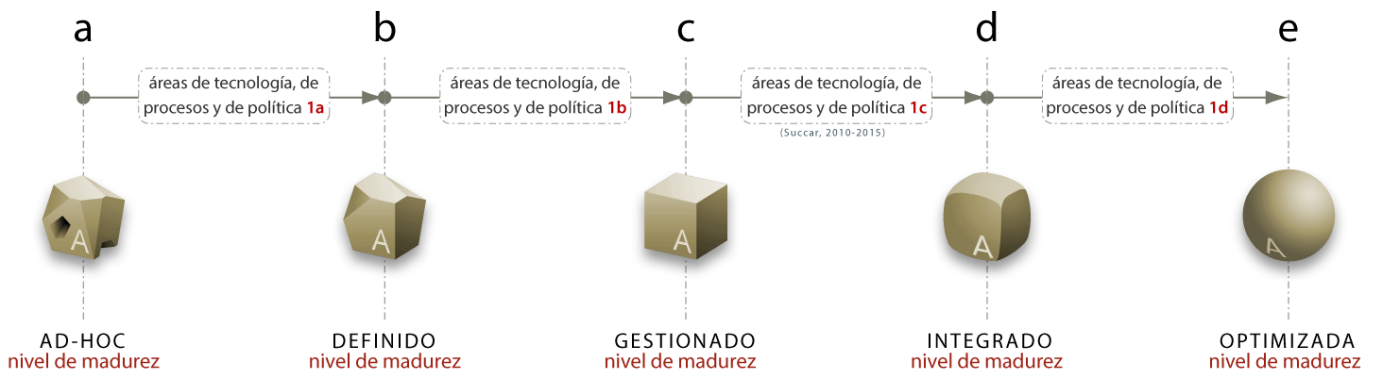 a
b
c
d
e
áreas de tecnología, de
procesos y de política 1a
áreas de tecnología, de
procesos y de política 1b
áreas de tecnología, de
procesos y de política 1c
(Succar, 2010-2015)
áreas de tecnología, de
procesos y de política 1d
A
A
A
A
A
AD-HOC
nivel de madurez
DEFINIDO
nivel de madurez
GESTIONADO
nivel de madurez
INTEGRADO
nivel de madurez
OPTIMIZADA
nivel de madurez